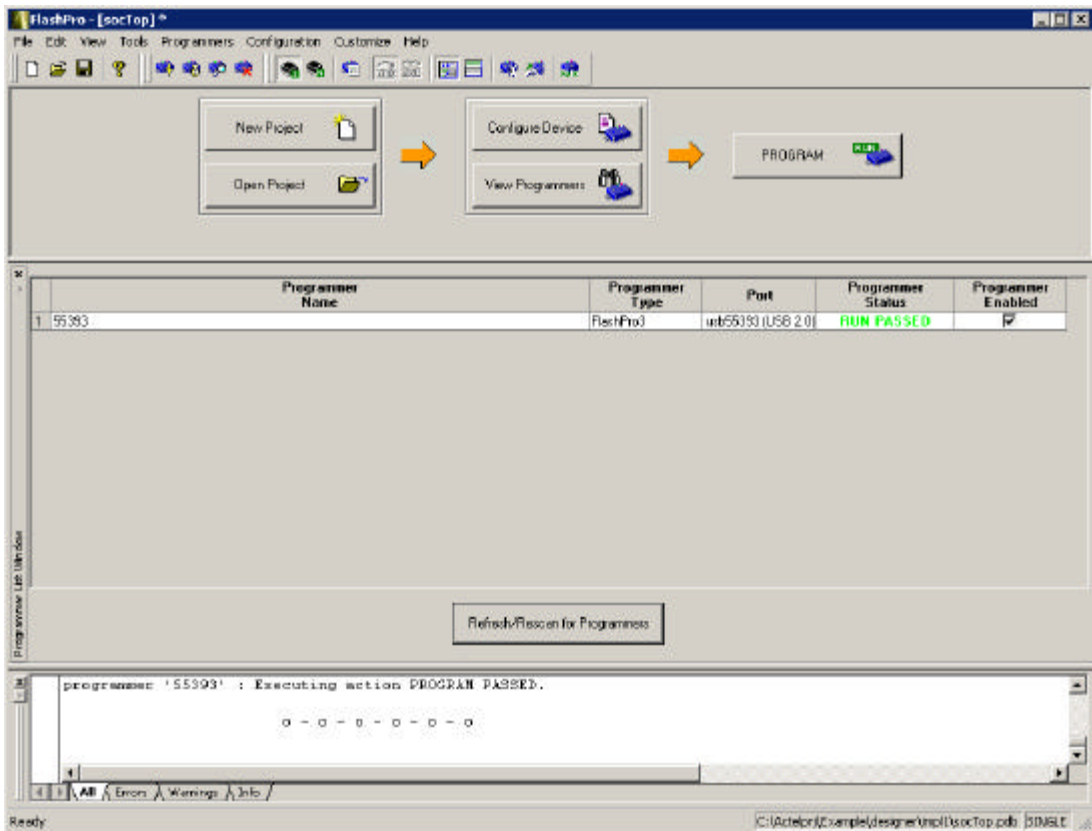 FlashPro - [socTop] *
File Edit View Tools Programmers Configuration Customize Help
New Project
Open Project
Configure Device
View Programmers
PROGRAM
RUN
Programmer Name
Programmer Type
Port
Programmer Status
Programmer Enabled
1 55393 FlashPro3 usb55393 (USB 2.0) RUN PASSED
Programmer List Window
Refresh/Rescan for Programmers
programmer '55393' : Executing action PROGRAM PASSED.
o - o - o - o - o - o
All Errors Warnings Info
Ready
C:\Actelprj\Example\designer\impl1\socTop.pdb SINGLE